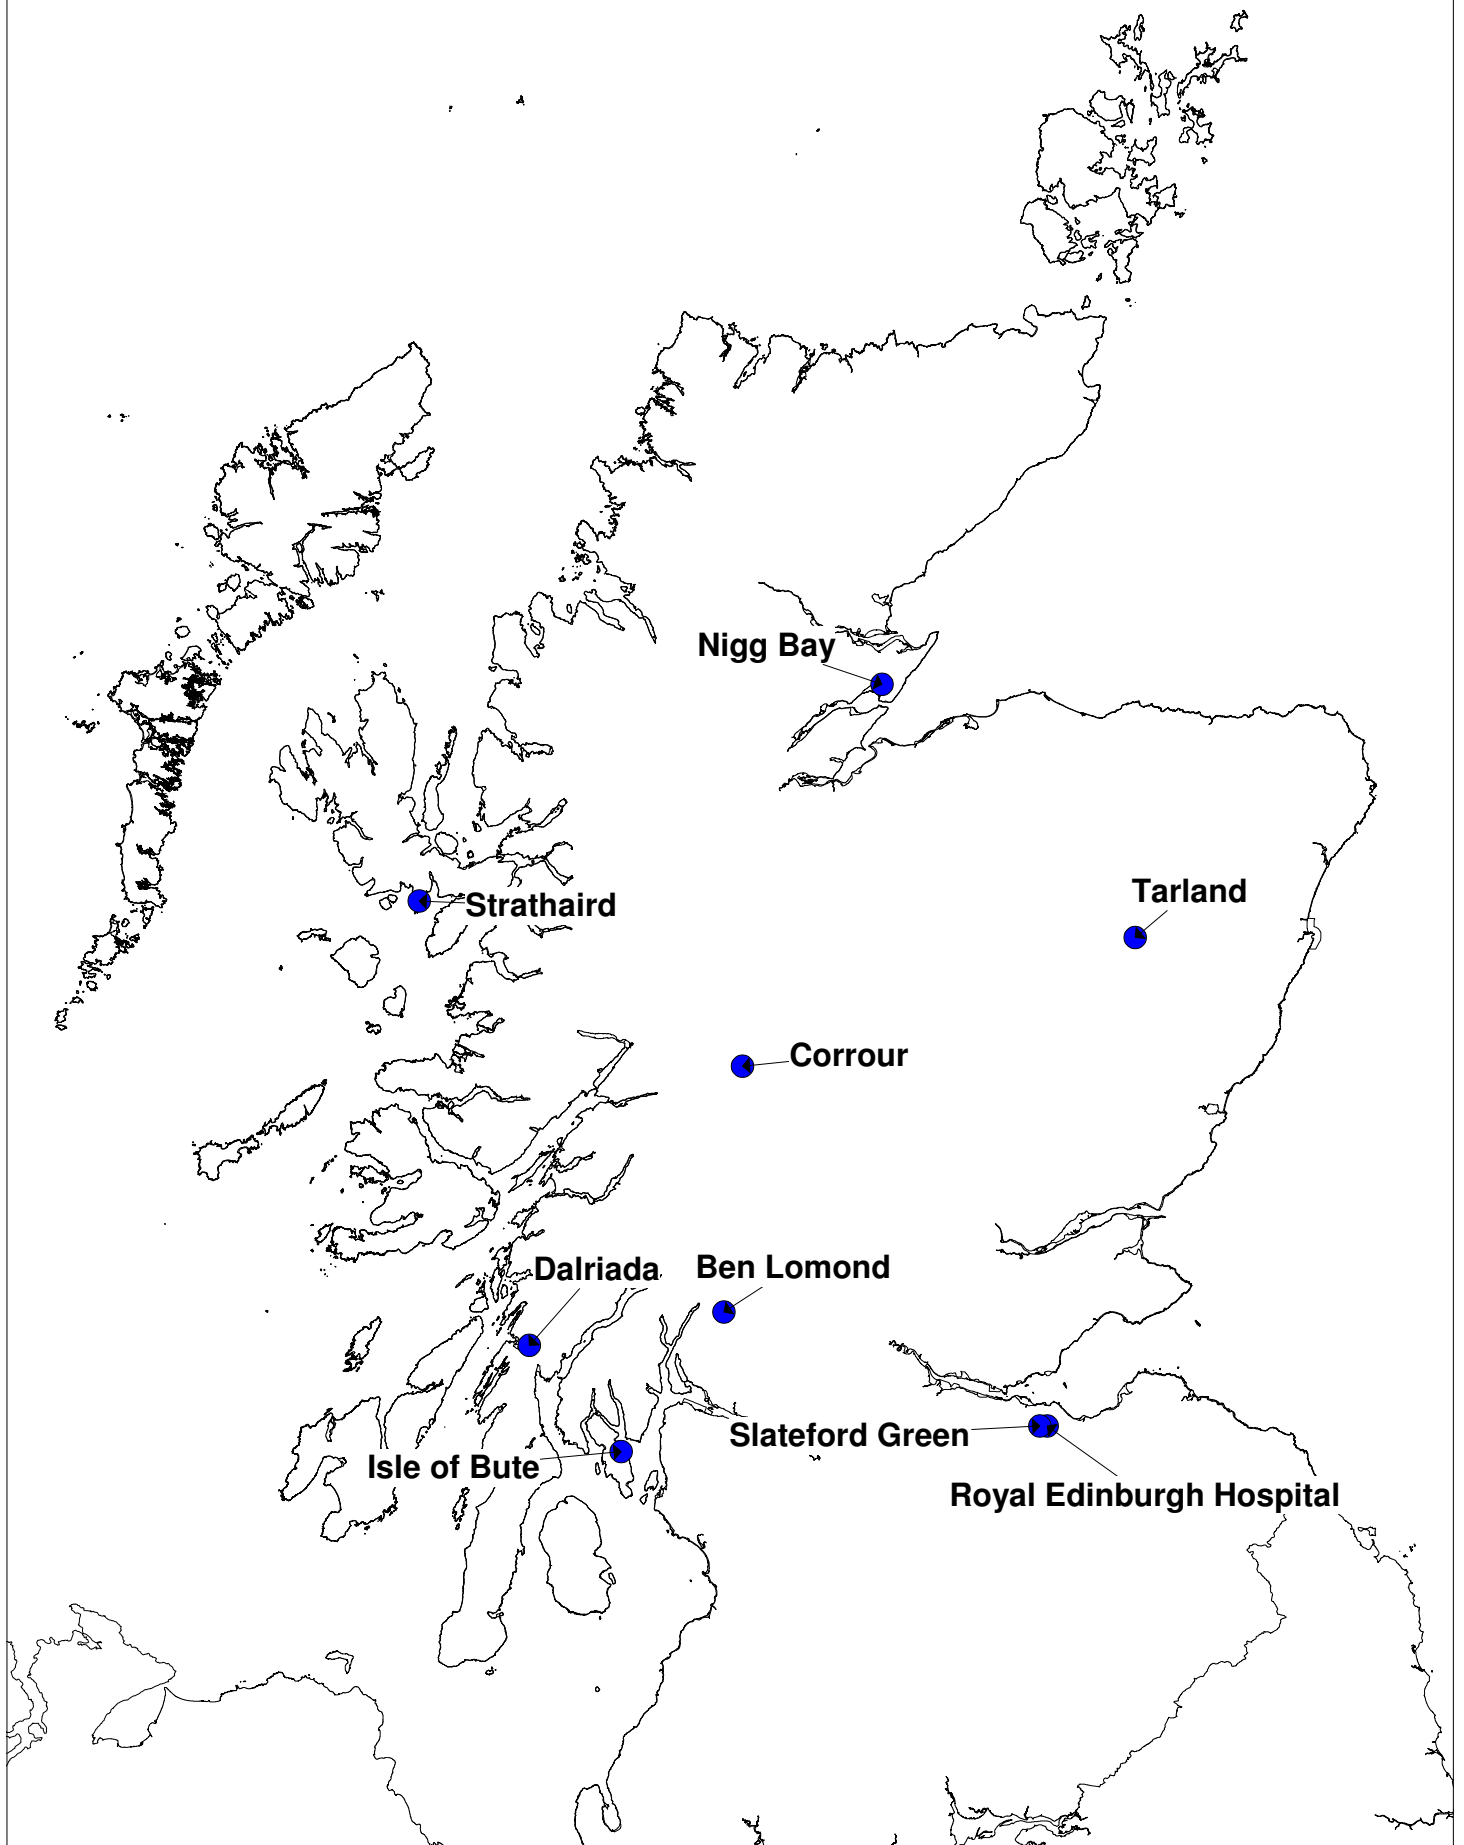 Nigg Bay
Tarland
Strathaird
Corrour
Dalriada
Ben Lomond
Slateford Green
Isle of Bute
Royal Edinburgh Hospital